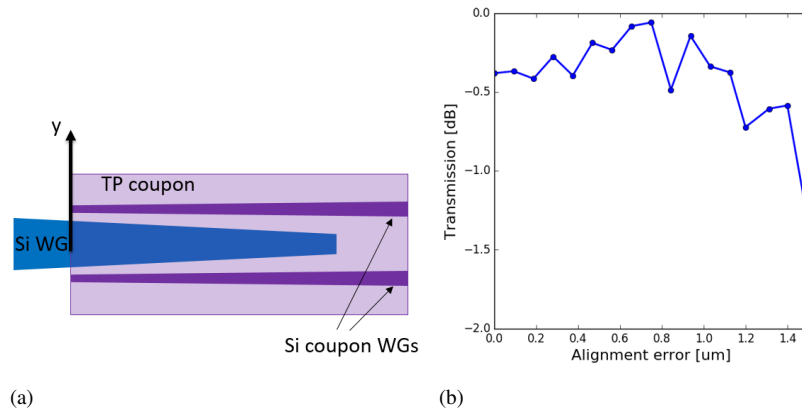 y
TP coupon
Si WG
Si coupon WGs
(a)
0.0
−0.5
−1.0
−1.5
−2.0
Transmission [dB]
0.0 0.2 0.4 0.6 0.8 1.0 1.2 1.4
Alignment error [um]
(b)